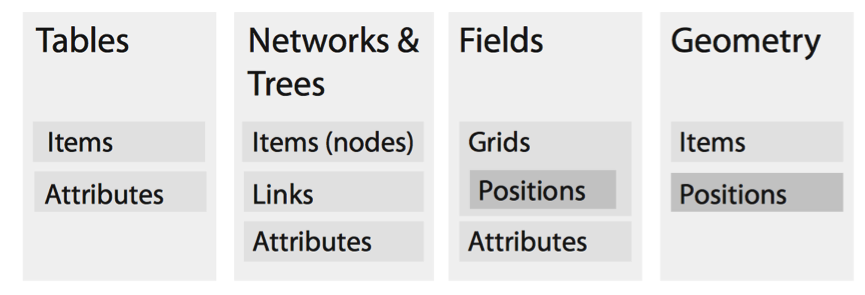 Tables
Items
Attributes
Networks &
Trees
Items (nodes)
Links
Attributes
Fields
Grids
Positions
Attributes
Geometry
Items
Positions